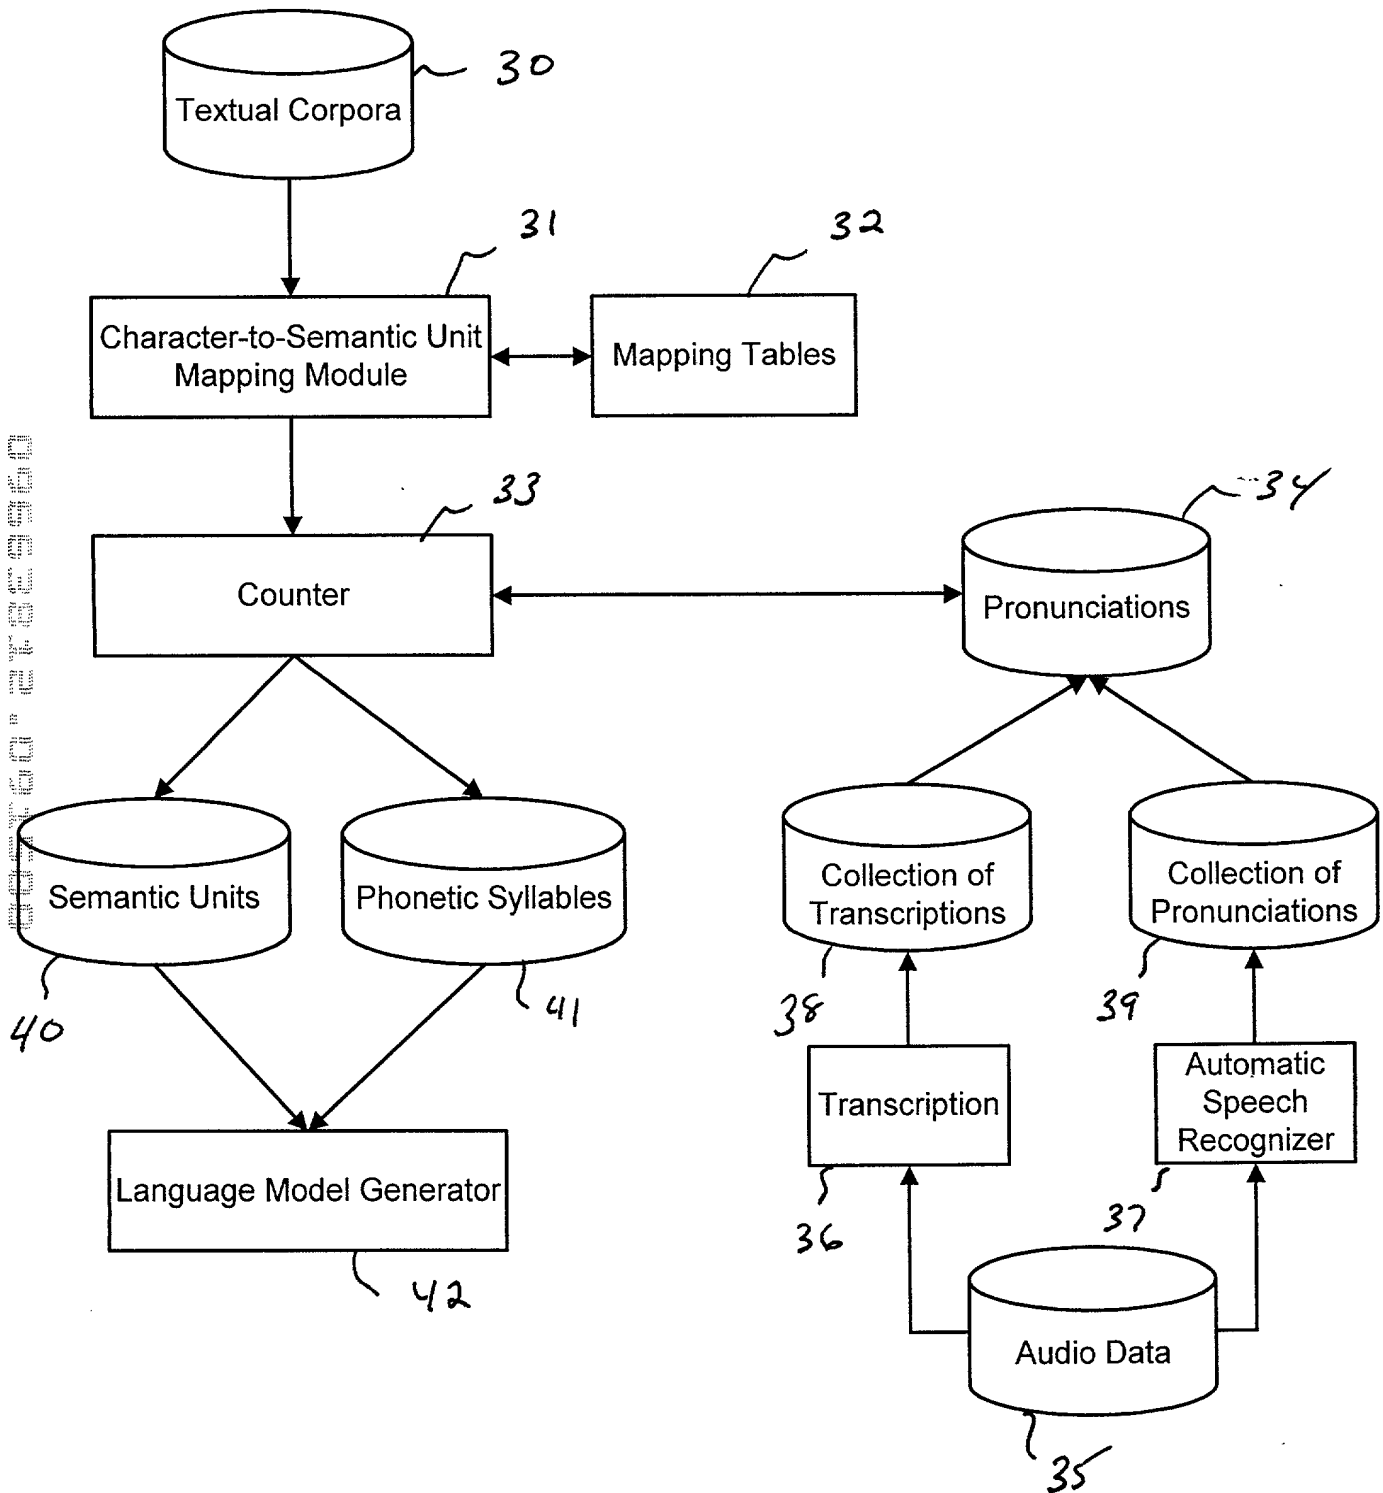 30
Textual Corpora
31
32
Character-to-Semantic Unit
Mapping Module
Mapping Tables
33
34
Counter
Pronunciations
Semantic Units
Phonetic Syllables
Collection of
Transcriptions
Collection of
Pronunciations
40
41
38
39
Transcription
Automatic
Speech
Recognizer
Language Model Generator
36
37
42
Audio Data
35